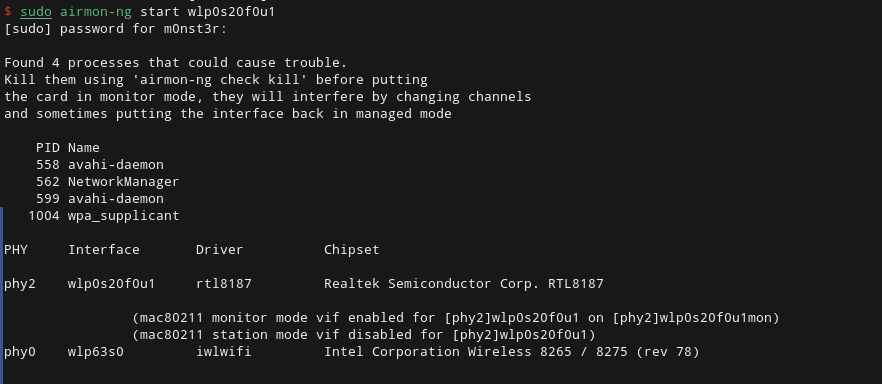 $ sudo airmon-ng start wlp0s20f0u1
[sudo] password for m0nst3r:
Found 4 processes that could cause trouble.
Kill them using 'airmon-ng check kill' before putting
the card in monitor mode, they will interfere by changing channels
and sometimes putting the interface back in managed mode
PID Name
558 avahi-daemon
562 NetworkManager
599 avahi-daemon
1004 wpa_supplicant
PHY Interface Driver Chipset
phy2 wlp0s20f0u1 rtl8187 Realtek Semiconductor Corp. RTL8187
(mac80211 monitor mode vif enabled for [phy2]wlp0s20f0u1 on [phy2]wlp0s20f0u1mon)
(mac80211 station mode vif disabled for [phy2]wlp0s20f0u1)
phy0 wlp63s0 iwlwifi Intel Corporation Wireless 8265 / 8275 (rev 78)